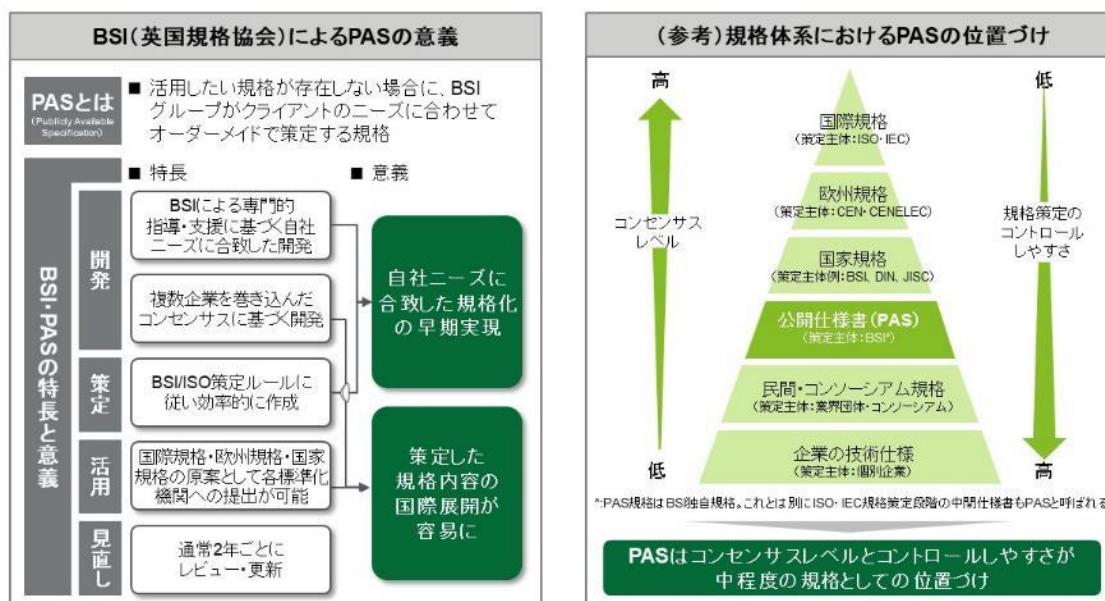 BSI(英国規格協会)によるPASの意義
PASとは
(Publicly Available
Specification)
■ 活用したい規格が存在しない場合に、BSI
グループがクライアントのニーズに合わせて
オーダーメイドで策定する規格
BSI・PASの特長と意義
■ 特長
■ 意義
開発
BSIによる専門的
指導・支援に基づく自社
ニーズに合致した開発
複数企業を巻き込んだ
コンセンサスに基づく開発
策定
BSI/ISO策定ルールに
従い効率的に作成
活用
国際規格・欧州規格・国家
規格の原案として各標準化
機関への提出が可能
見直し
通常2年ごとに
レビュー・更新
自社ニーズに
合致した規格化
の早期実現
策定した
規格内容の
国際展開が
容易に
(参考)規格体系におけるPASの位置づけ
高
コンセンサス
レベル
低
国際規格
(策定主体:ISO・IEC)
欧州規格
(策定主体:CEN・CENELEC)
国家規格
(策定主体例:BSI, DIN, JISC)
公開仕様書(PAS)
(策定主体:BSI*)
民間・コンソーシアム規格
(策定主体:業界団体・コンソーシアム)
企業の技術仕様
(策定主体:個別企業)
低
規格策定の
コントロール
しやすさ
高
*:PAS規格はBSI独自規格。これとは別にISO・IEC規格策定段階の中間仕様書もPASと呼ばれる
PASはコンセンサスレベルとコントロールしやすさが
中程度の規格としての位置づけ